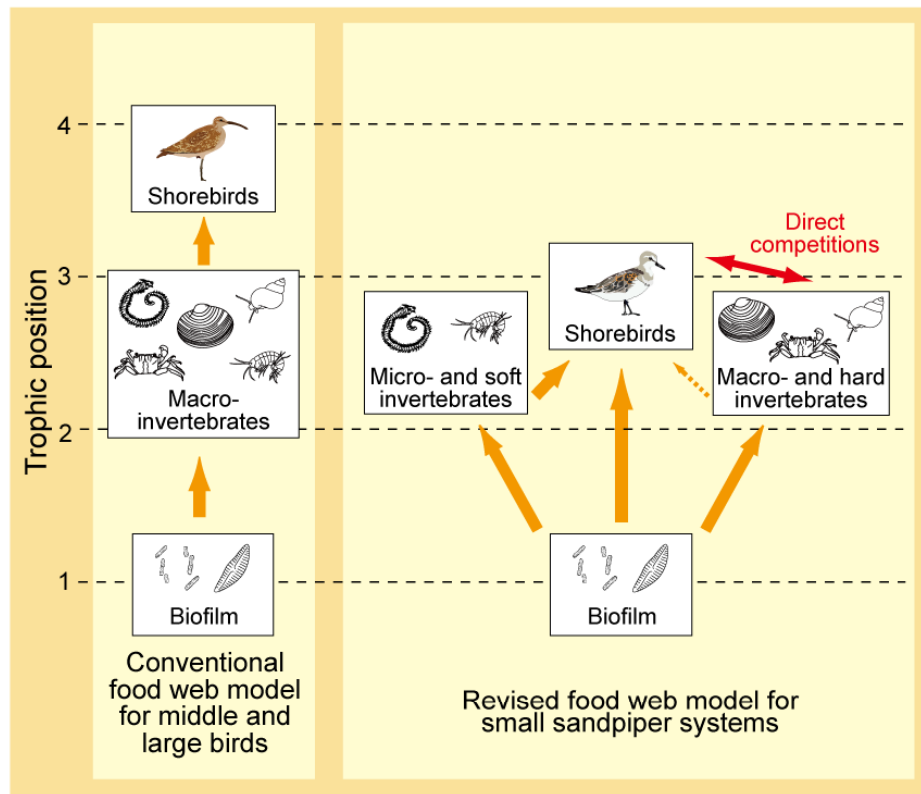 Trophic position
4
3
2
1
Shorebirds
Macro-
invertebrates
Biofilm
Conventional
food web model
for middle and
large birds
Direct
competitions
Shorebirds
Micro- and soft
invertebrates
Macro- and hard
invertebrates
Biofilm
Revised food web model for
small sandpiper systems